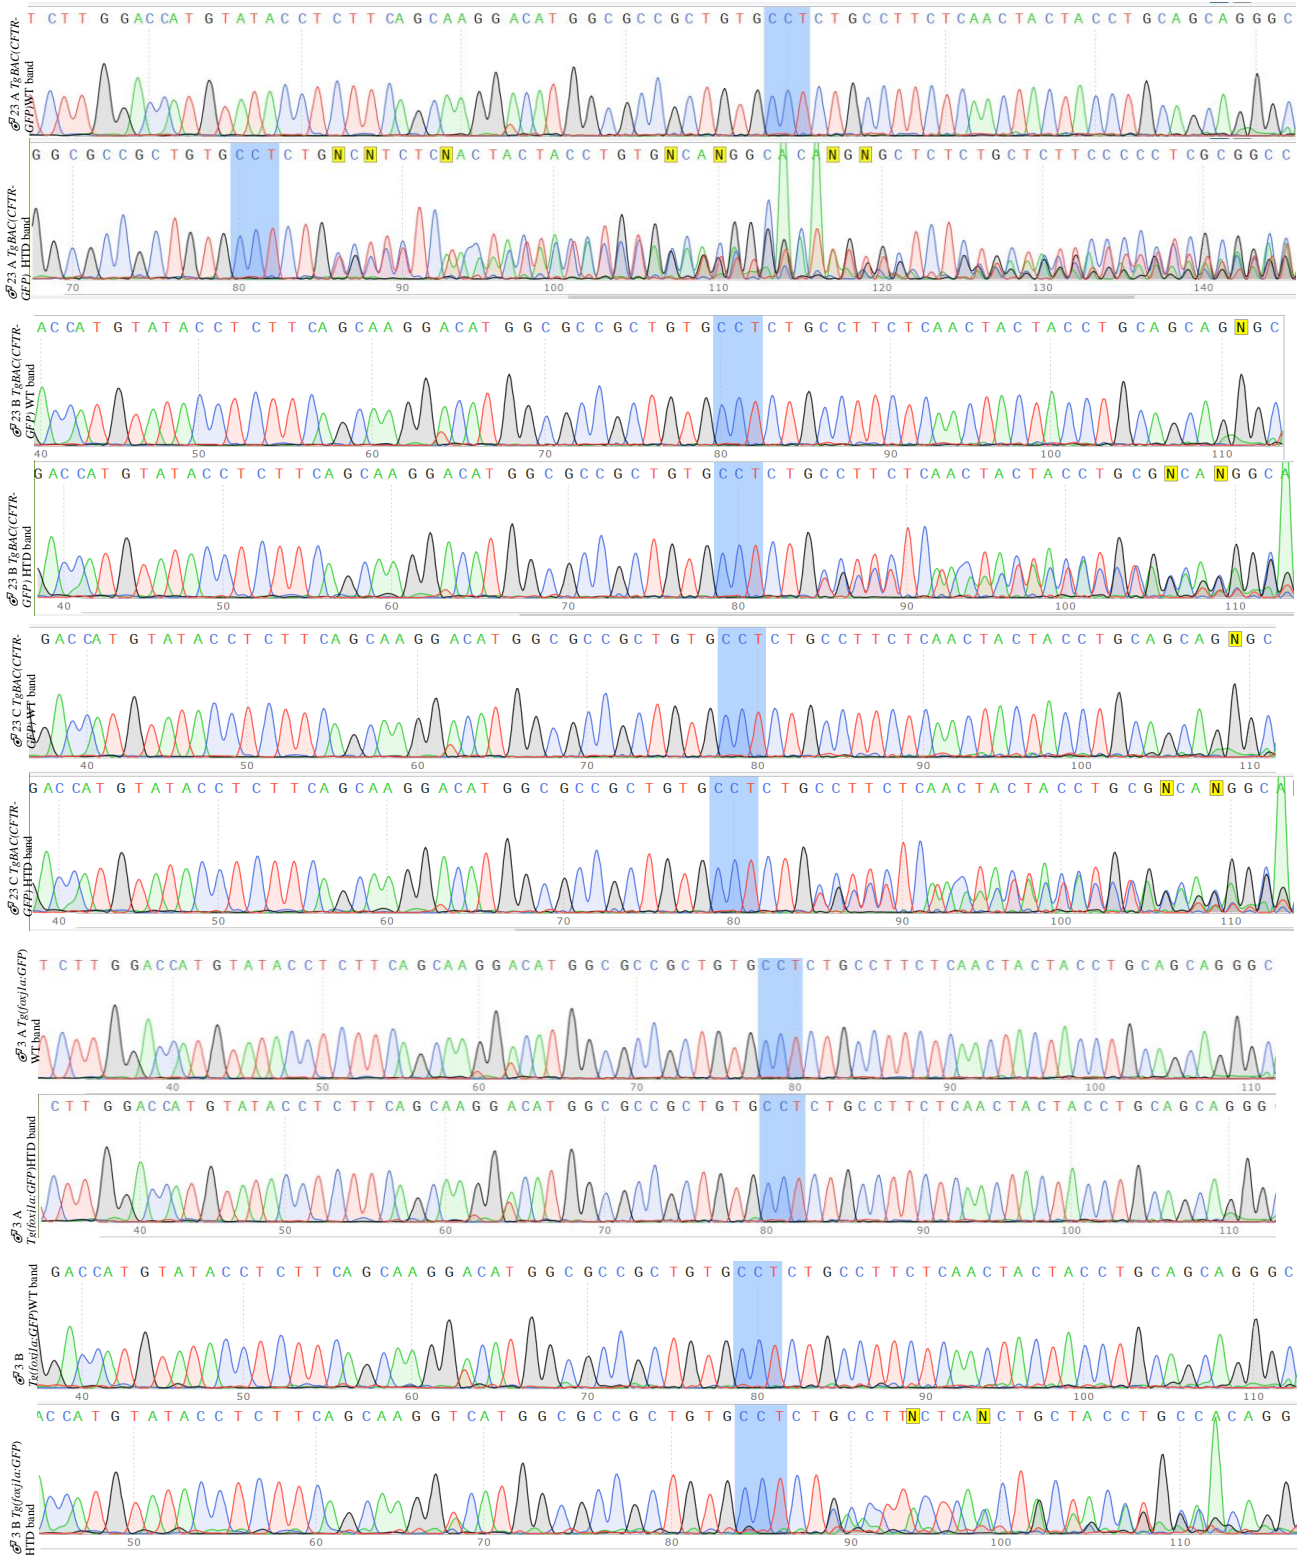 ♂ 23 A TgBAC(CFTR-
GFP)WT band
T C T T G G A C C A T G T A T A C C T C T T C A G C A A G G A C A T G G C G C C G C T G T G C C T C T G C C T T C T C A A C T A C T A C C T G C A G C A G G G C
♂ 23 A TgBAC(CFTR-
GFP) HTD band
G G C G C C G C T G T G C C T C T G N C N T C T C N A C T A C T A C C T G T G N C A N G G C A C A N G N G C T C T C T G C T C T T C C C C C T C G C G G C C
70 80 90 100 110 120 130 140
♂ 23 B TgBAC(CFTR-
GFP) WT band
A C C A T G T A T A C C T C T T C A G C A A G G A C A T G G C G C C G C T G T G C C T C T G C C T T C T C A A C T A C T A C C T G C A G C A G N G C
40 50 60 70 80 90 100 110
♂ 23 B TgBAC(CFTR-
GFP) HTD band
G A C C A T G T A T A C C T C T T C A G C A A G G A C A T G G C G C C G C T G T G C C T C T G C C T T C T C A A C T A C T A C C T G C G N C A N G G C A
40 50 60 70 80 90 100 110
♂ 23 C TgBAC(CFTR-
GFP) WT band
G A C C A T G T A T A C C T C T T C A G C A A G G A C A T G G C G C C G C T G T G C C T C T G C C T T C T C A A C T A C T A C C T G C A G C A G N G C
40 50 60 70 80 90 100 110
♂ 23 C TgBAC(CFTR-
GFP) HTD band
G A C C A T G T A T A C C T C T T C A G C A A G G A C A T G G C G C C G C T G T G C C T C T G C C T T C T C A A C T A C T A C C T G C G N C A N G G C A
40 50 60 70 80 90 100 110
♂ 3 A Tg(foxj1a:GFP)
WT band
T C T T G G A C C A T G T A T A C C T C T T C A G C A A G G A C A T G G C G C C G C T G T G C C T C T G C C T T C T C A A C T A C T A C C T G C A G C A G G G C
40 50 60 70 80 90 100 110
♂ 3 A
Tg(foxj1a:GFP)HTD band
C T T G G A C C A T G T A T A C C T C T T C A G C A A G G A C A T G G C G C C G C T G T G C C T C T G C C T T C T C A A C T A C T A C C T G C A G C A G G G
40 50 60 70 80 90 100 110
♂ 3 B
Tg(foxj1a:GFP)WT band
G A C C A T G T A T A C C T C T T C A G C A A G G A C A T G G C G C C G C T G T G C C T C T G C C T T C T C A A C T A C T A C C T G C A G C A G G G C
40 50 60 70 80 90 100 110
♂ 3 B Tg(foxj1a:GFP)
HTD band
A C C A T G T A T A C C T C T T C A G C A A G G T C A T G G C G C C G C T G T G C C T C T G C C T T N C T C A N C T G C T A C C T G C C A C A G G
50 60 70 80 90 100 110